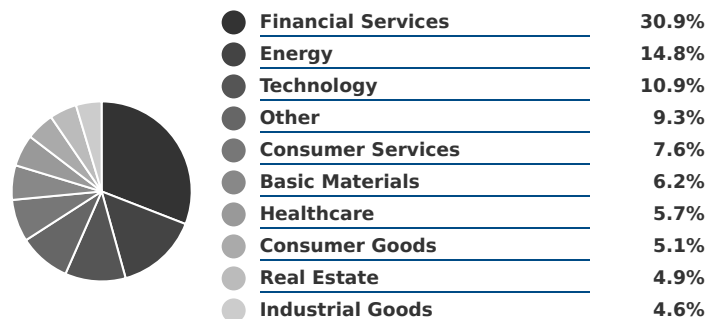 Financial Services 30.9%
Energy 14.8%
Technology 10.9%
Other 9.3%
Consumer Services 7.6%
Basic Materials 6.2%
Healthcare 5.7%
Consumer Goods 5.1%
Real Estate 4.9%
Industrial Goods 4.6%